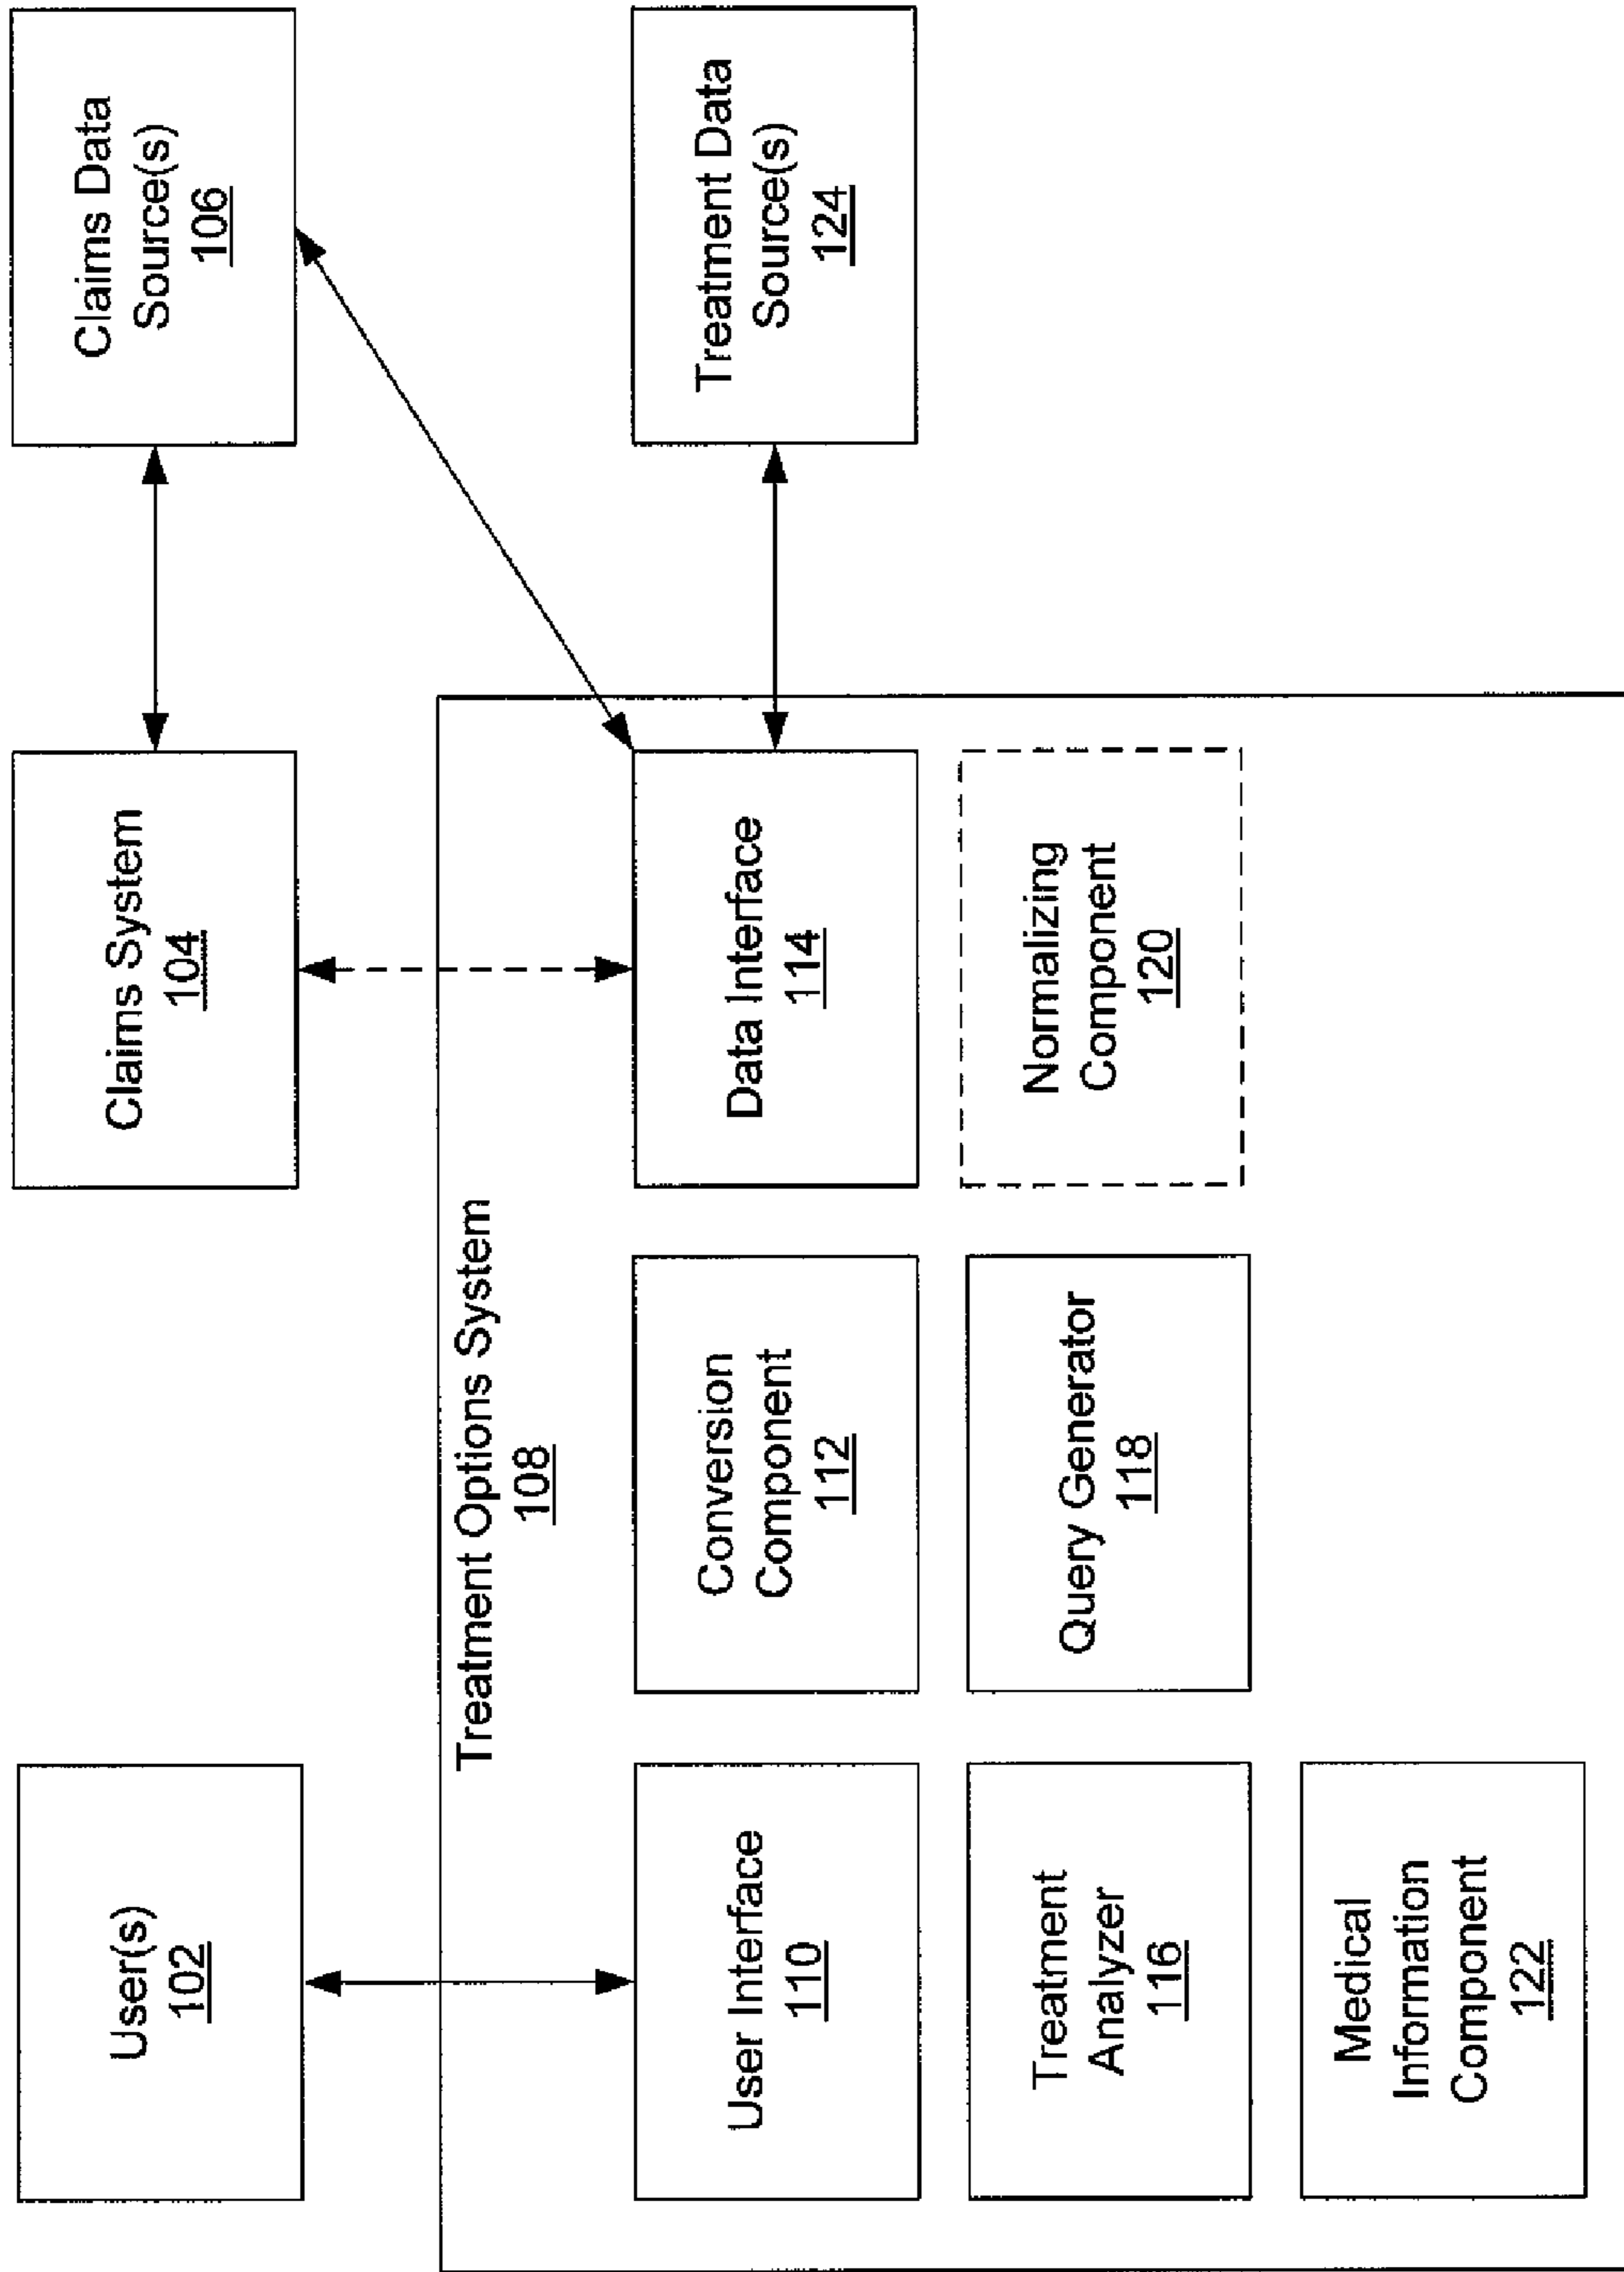 User(s)
102
Claims System
104
Claims Data
Source(s)
106
Treatment Options System
108
User Interface
110
Conversion
Component
112
Data Interface
114
Treatment Data
Source(s)
124
Treatment
Analyzer
116
Query Generator
118
Normalizing
Component
120
Medical
Information
Component
122